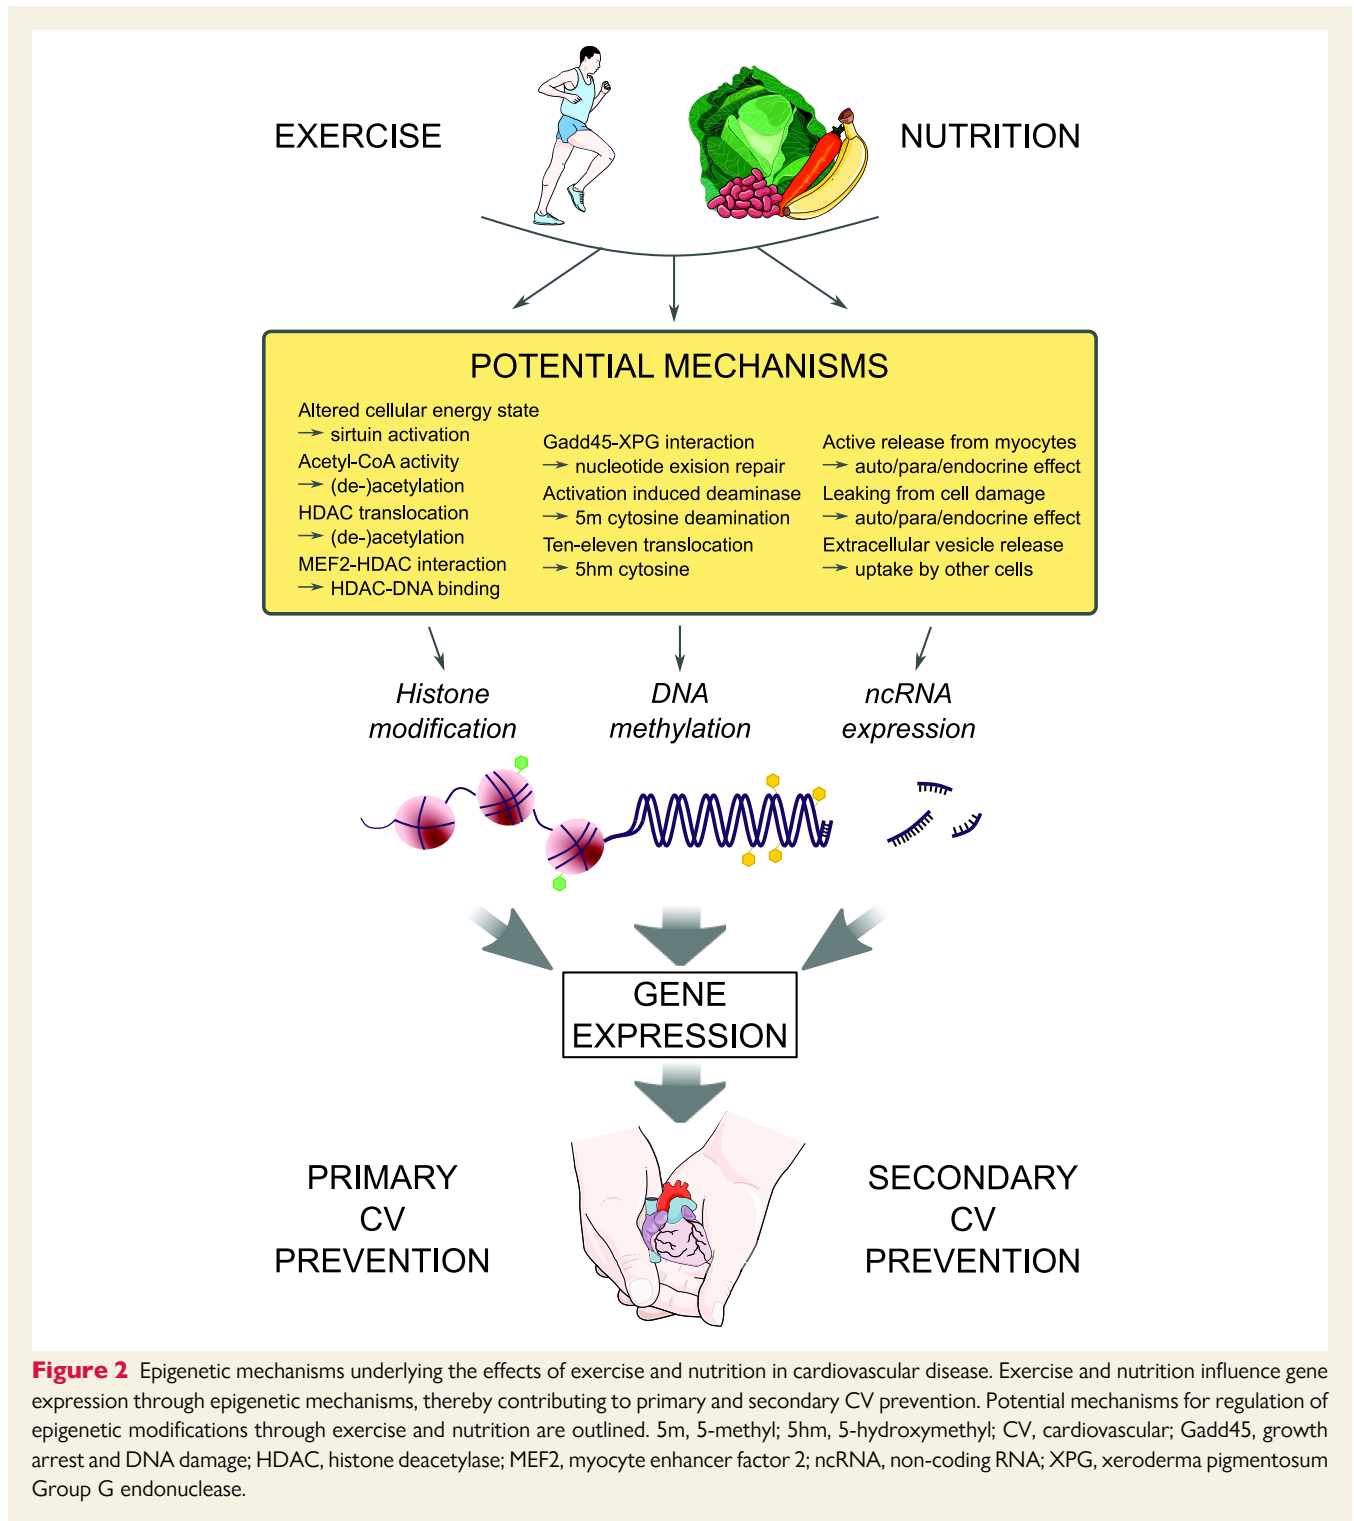 EXERCISE
NUTRITION
POTENTIAL MECHANISMS
Altered cellular energy state
→ sirtuin activation
Acetyl-CoA activity
→ (de-)acetylation
HDAC translocation
→ (de-)acetylation
MEF2-HDAC interaction
→ HDAC-DNA binding
Gadd45-XPG interaction
→ nucleotide exision repair
Activation induced deaminase
→ 5m cytosine deamination
Ten-eleven translocation
→ 5hm cytosine
Active release from myocytes
→ auto/para/endocrine effect
Leaking from cell damage
→ auto/para/endocrine effect
Extracellular vesicle release
→ uptake by other cells
Histone
modification
DNA
methylation
ncRNA
expression
GENE
EXPRESSION
PRIMARY
CV
PREVENTION
SECONDARY
CV
PREVENTION
Figure 2 Epigenetic mechanisms underlying the effects of exercise and nutrition in cardiovascular disease. Exercise and nutrition influence gene
expression through epigenetic mechanisms, thereby contributing to primary and secondary CV prevention. Potential mechanisms for regulation of
epigenetic modifications through exercise and nutrition are outlined. 5m, 5-methyl; 5hm, 5-hydroxymethyl; CV, cardiovascular; Gadd45, growth
arrest and DNA damage; HDAC, histone deacetylase; MEF2, myocyte enhancer factor 2; ncRNA, non-coding RNA; XPG, xeroderma pigmentosum
Group G endonuclease.